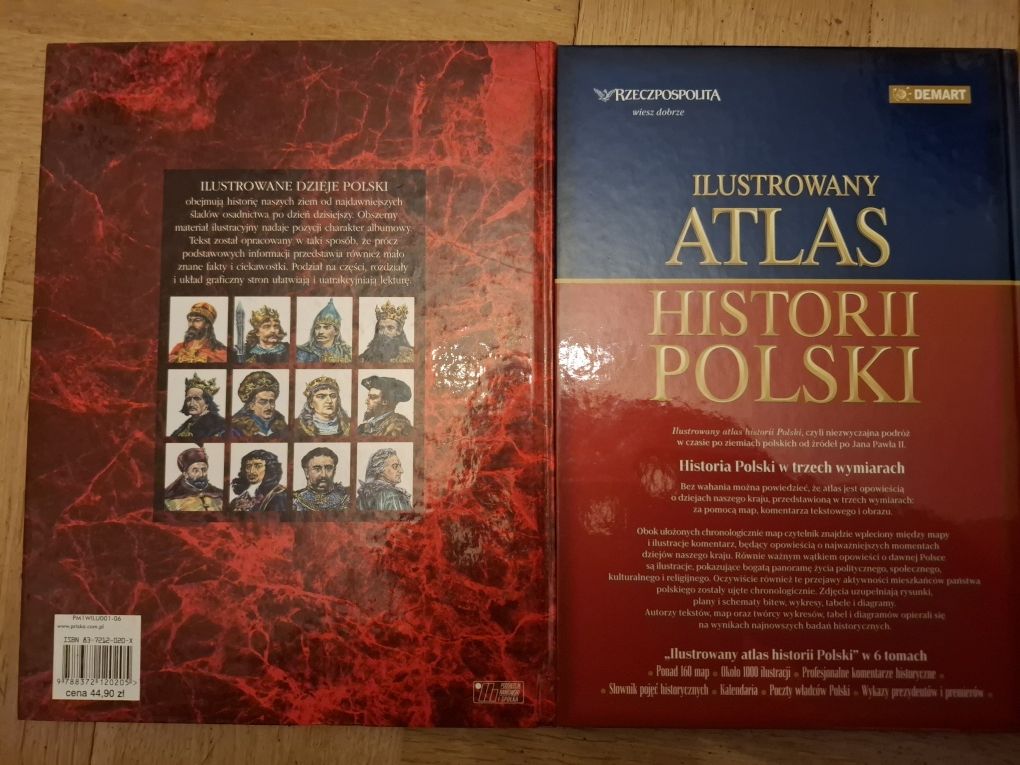 ILUSTROWANE DZIEJE POLSKI
obejmują historię naszych ziem od najdawniejszych
śladów osadnictwa po dzień dzisiejszy. Obszerny
materiał ilustracyjny nadaje pozycji charakter albumowy.
Tekst został opracowany w taki sposób, że prócz
podstawowych informacji przedstawia również mało
znane fakty i ciekawostki. Podział na części, rozdziały
i układ graficzny stron ułatwiają i uatrakcyjniają lekturę.
PM1WILU001-06
www.priska.com.pl
ISBN 83-7212-020-X
9788372120205>
cena 44,90 zł
RZECZPOSPOLITA
wiesz dobrze
DEMART
ILUSTROWANY
ATLAS
HISTORII
POLSKI
Ilustrowany atlas historii Polski, czyli niezwyczajna podróż
w czasie po ziemiach polskich od źródeł po Jana Pawła II.
Historia Polski w trzech wymiarach
Bez wahania można powiedzieć, że atlas jest opowieścią
o dziejach naszego kraju, przedstawioną w trzech wymiarach:
za pomocą map, komentarza tekstowego i obrazu.
Obok ułożonych chronologicznie map czytelnik znajdzie wpleciony między mapy
i ilustracje komentarz, będący opowieścią o najważniejszych momentach
dziejów naszego kraju. Równie ważnym wątkiem opowieści o dawnej Polsce
są ilustracje, pokazujące bogatą panoramę życia politycznego, społecznego,
kulturalnego i religijnego. Oczywiście również te przejawy aktywności mieszkańców państwa
polskiego zostały ujęte chronologicznie. Zdjęcia uzupełniają rysunki,
plany i schematy bitew, wykresy, tabele i diagramy.
Autorzy tekstów, map oraz twórcy wykresów, tabel i diagramów opierali się
na wynikach najnowszych badań historycznych.
„Ilustrowany atlas historii Polski” w 6 tomach
Ponad 160 map • Około 1000 ilustracji • Profesjonalne komentarze historyczne •
Słownik pojęć historycznych • Kalendaria • Poczty władców Polski • Wykazy prezydentów i premierów •